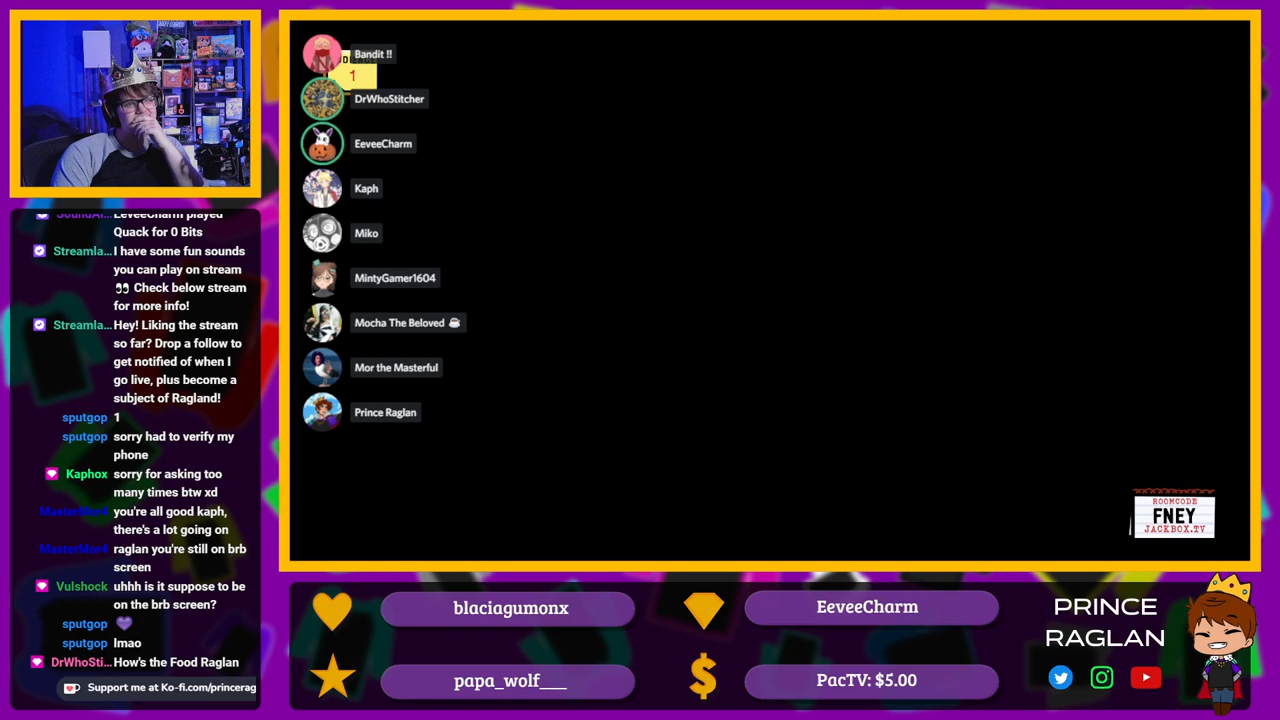 SoundAl... EeveeCharm played
Quack for 0 Bits
Streamla... I have some fun sounds
you can play on stream
👀 Check below stream
for more info!
Streamla... Hey! Liking the stream
so far? Drop a follow to
get notified of when I
go live, plus become a
subject of Ragland!
sputgop 1
sputgop sorry had to verify my
phone
Kaphox sorry for asking too
many times btw xd
MasterMor4 you're all good kaph,
there's a lot going on
MasterMor4 raglan you're still on brb
screen
Vulshock uhhh is it suppose to be
on the brb screen?
sputgop 💜
sputgop lmao
DrWhoSti... How's the Food Raglan
Support me at Ko-fi.com/princerag
Bandit !!
1
DrWhoStitcher
EeveeCharm
Kaph
Miko
MintyGamer1604
Mocha The Beloved ☕
Mor the Masterful
Prince Raglan
ROOMCODE
FNEY
JACKBOX.TV
blaciagumonx
EeveeCharm
papa_wolf___
$
PacTV: $5.00
PRINCE
RAGLAN